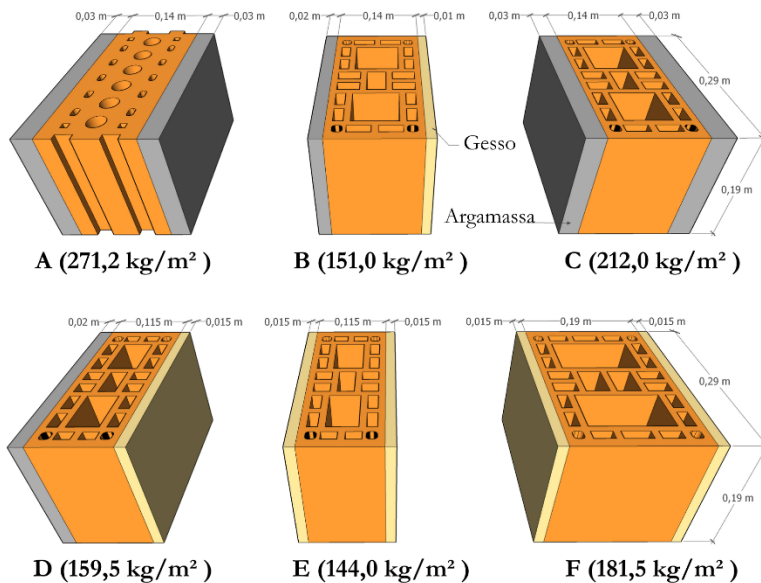 0,03 m 0,14 m 0,03 m
0,02 m 0,14 m 0,01 m
0,03 m 0,14 m 0,03 m
0,29 m
Gesso
Argamassa
0,19 m
A (271,2 kg/m² )
B (151,0 kg/m² )
C (212,0 kg/m² )
0,02 m 0,115 m 0,015 m
0,015 m 0,115 m 0,015 m
0,015 m 0,19 m 0,015 m
0,29 m
0,19 m
D (159,5 kg/m² )
E (144,0 kg/m² )
F (181,5 kg/m² )